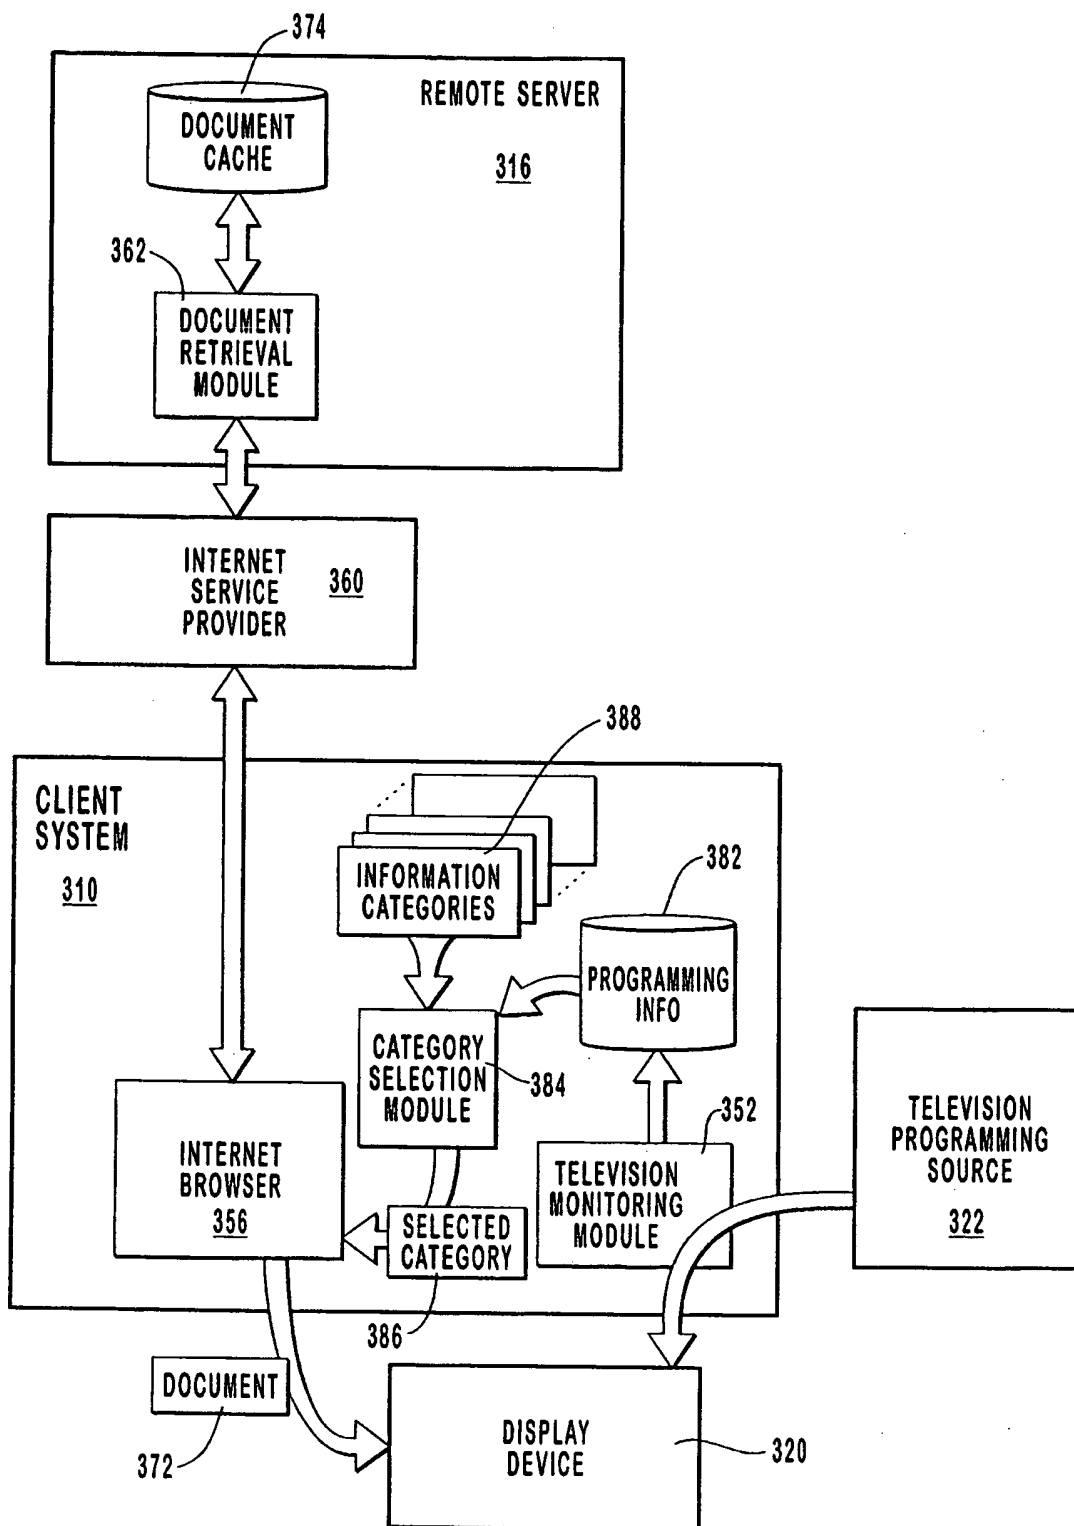 374
REMOTE SERVER
316
DOCUMENT
CACHE
362
DOCUMENT
RETRIEVAL
MODULE
INTERNET
SERVICE
PROVIDER
360
388
CLIENT
SYSTEM
310
INFORMATION
CATEGORIES
382
PROGRAMMING
INFO
CATEGORY
SELECTION
MODULE
384
352
TELEVISION
MONITORING
MODULE
TELEVISION
PROGRAMMING
SOURCE
322
INTERNET
BROWSER
356
SELECTED
CATEGORY
386
DOCUMENT
372
DISPLAY
DEVICE
320